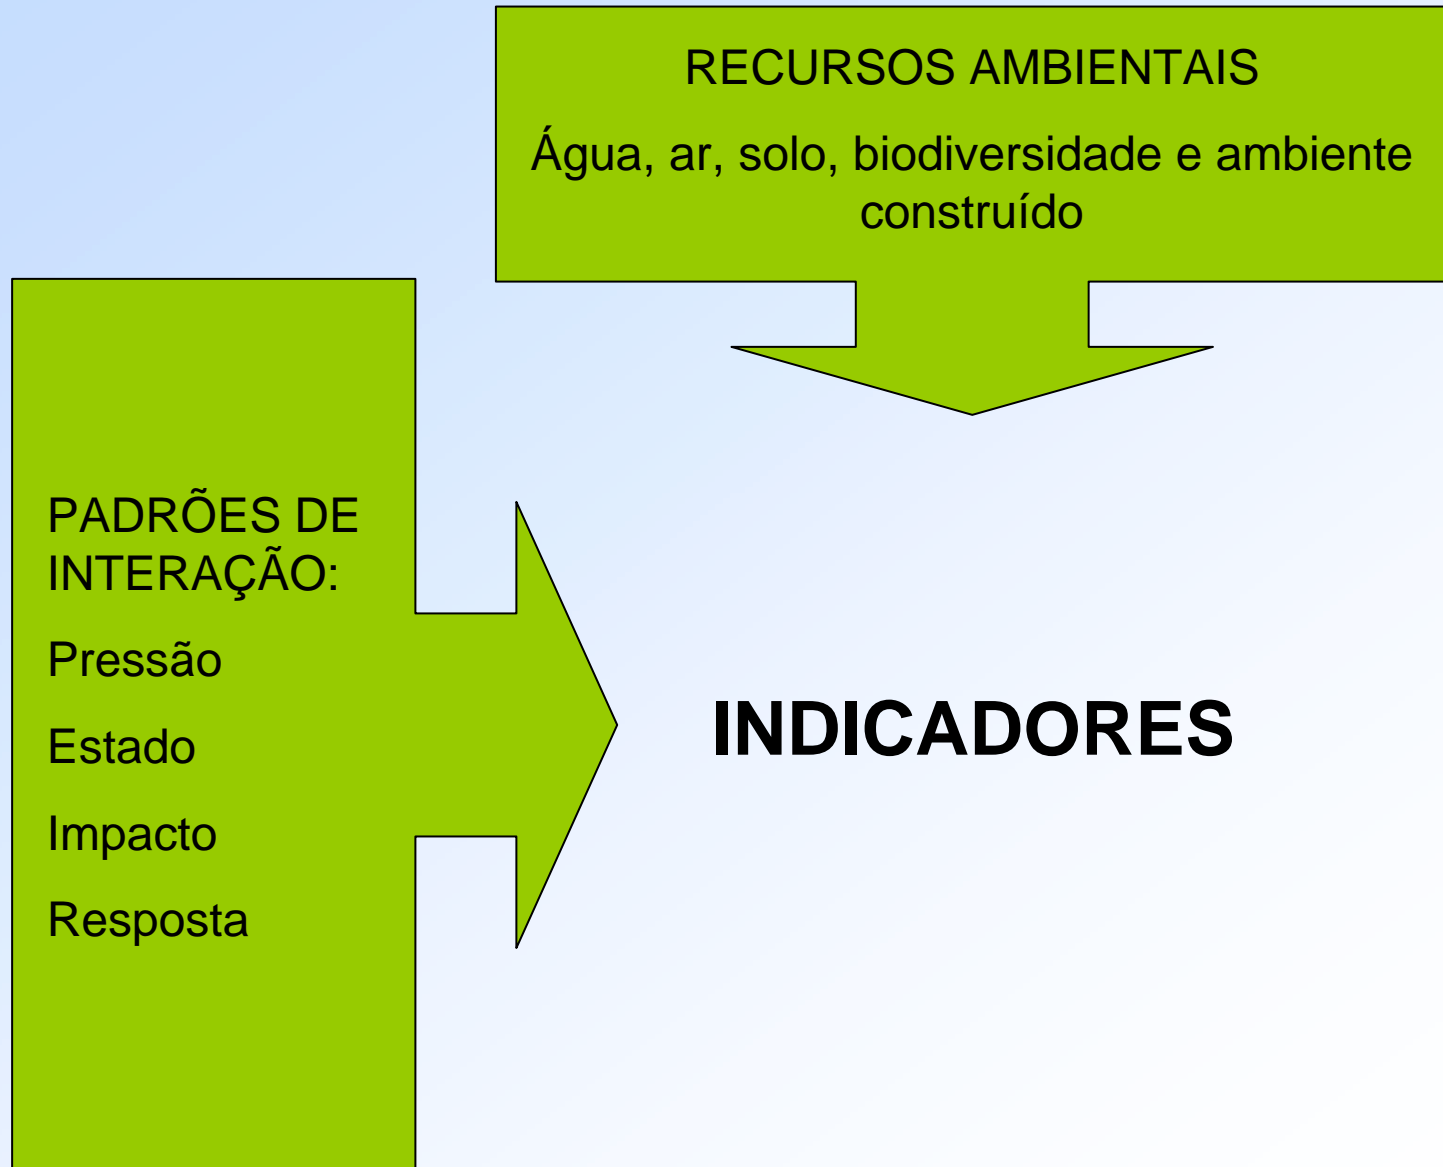 RECURSOS AMBIENTAIS
Água, ar, solo, biodiversidade e ambiente
construído
PADRÕES DE
INTERAÇÃO:
Pressão
Estado
Impacto
Resposta
INDICADORES